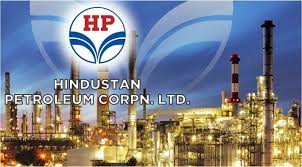 HP
HINDUSTAN
PETROLEUM CORPN. LTD.